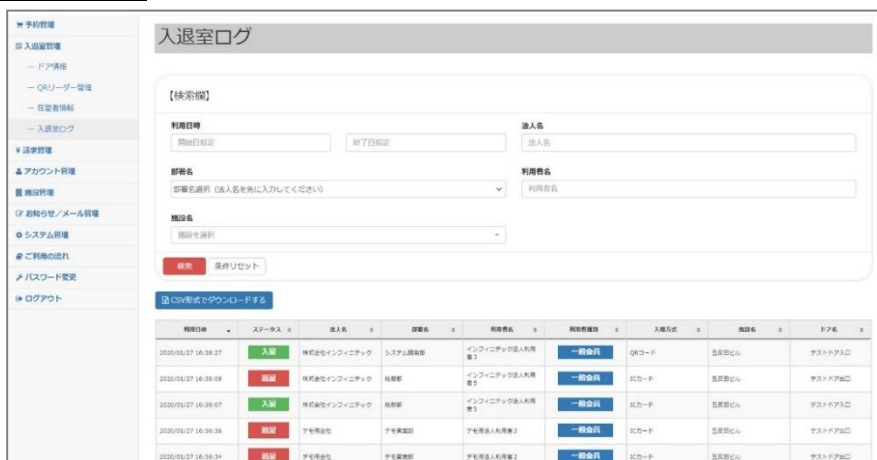 予約管理
入退室管理
― ドア情報
― QRリーダー管理
― 在室者情報
― 入退室ログ
¥ 請求管理
アカウント管理
施設管理
お知らせ／メール管理
システム管理
ご利用の流れ
パスワード変更
ログアウト
入退室ログ
【検索欄】
利用日時
法人名
開始日指定
終了日指定
法人名
部署名
利用者名
部署名選択（法人名を先に入力してください）
利用者名
施設名
施設を選択
検索
条件リセット
CSV形式でダウンロードする
利用日時 ステータス 法人名 部署名 利用者名 利用者種別 入場方式 施設名 ドア名
2020/01/27 16:38:27 入室 株式会社インフィニテック システム開発部 インフィニテック法人利用者3 一般会員 QRコード 五反田ビル テストドア入口
2020/01/27 16:38:09 退室 株式会社インフィニテック 総務部 インフィニテック法人利用者5 一般会員 ICカード 五反田ビル テストドア出口
2020/01/27 16:38:07 入室 株式会社インフィニテック 総務部 インフィニテック法人利用者5 一般会員 ICカード 五反田ビル テストドア入口
2020/01/27 16:36:36 退室 デモ用会社 デモ営業部 デモ用法人利用者2 一般会員 ICカード 五反田ビル テストドア出口
2020/01/27 16:36:34 退室 デモ用会社 デモ営業部 デモ用法人利用者2 一般会員 ICカード 五反田ビル テストドア出口